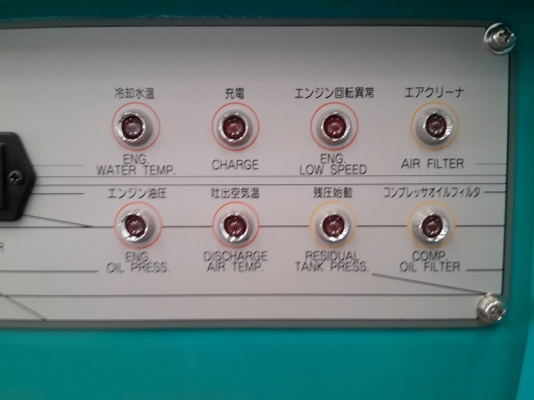 冷却水温 充電 エンジン回転異常 エアクリーナ
ENG. CHARGE ENG. AIR FILTER
WATER TEMP. LOW SPEED
エンジン油圧 吐出空気温 残圧始動 コンプレッサオイルフィルタ
ENG. DISCHARGE RESIDUAL COMP.
OIL PRESS. AIR TEMP. TANK PRESS. OIL FILTER